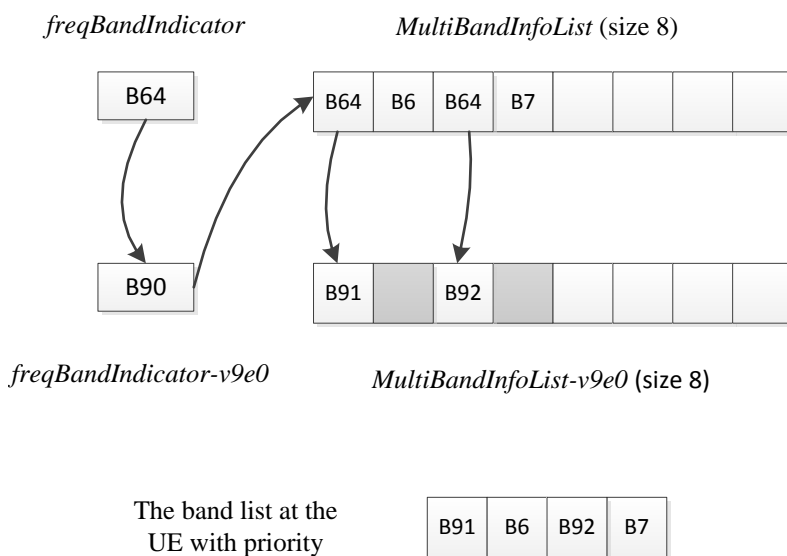 freqBandIndicator
MultiBandInfoList (size 8)
B64
B64 B6 B64 B7
B90
B91 B92
freqBandIndicator-v9e0
MultiBandInfoList-v9e0 (size 8)
The band list at the
UE with priority
B91 B6 B92 B7